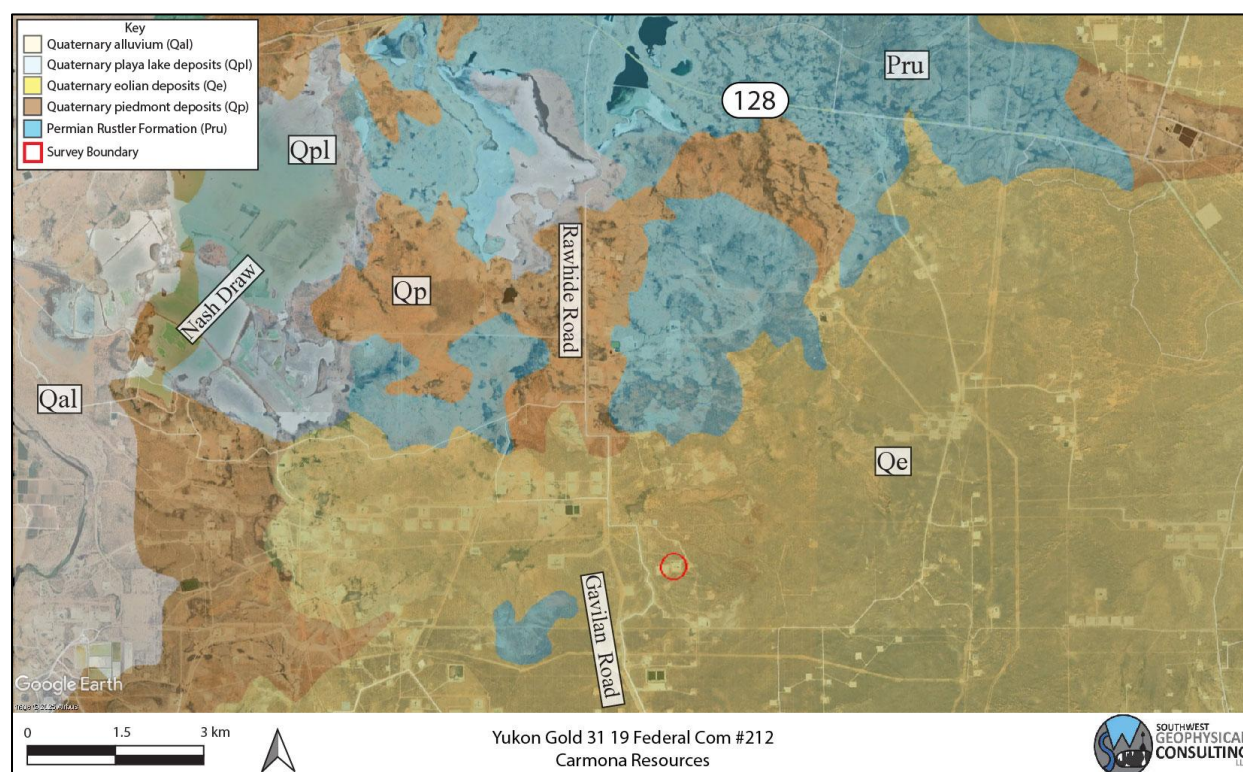 Key
Quaternary alluvium (Qal)
Quaternary playa lake deposits (Qpl)
Quaternary eolian deposits (Qe)
Quaternary piedmont deposits (Qp)
Permian Rustler Formation (Pru)
Survey Boundary
Pru
128
Qpl
Rawhide Road
Qp
Nash Draw
Qal
Qe
Gavilan Road
Google Earth
0 1.5 3 km
Yukon Gold 31 19 Federal Com #212
Carmona Resources
SOUTHWEST
GEOPHYSICAL
CONSULTING